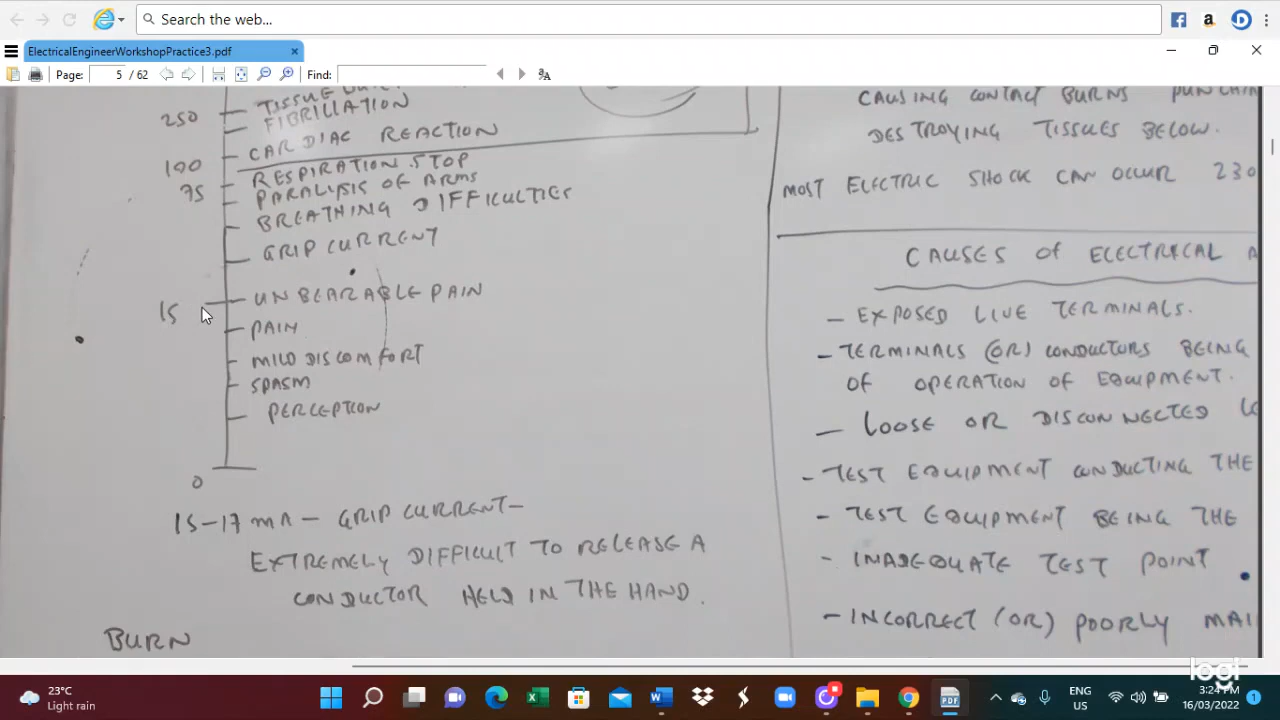 Search the web...
ElectricalEngineerWorkshopPractice3.pdf
Page: 5 / 62 Find:
250
TISSUE
FIBRILLATION
CARDIAC REACTION
100
RESPIRATION STOP
75
PARALISIS OF ARMS
BREATHING DIFFICULTIES
GRIP CURRENT
15
UNBEARABLE PAIN
PAIN
MILD DISCOMFORT
SPASM
PERCEPTION
0
15-17 mA - GRIP CURRENT-
EXTREMELY DIFFICULT TO RELEASE A
CONDUCTOR HELD IN THE HAND.
BURN
CAUSING CONTACT BURNS
DESTROYING TISSUES BELOW.
MOST ELECTRIC SHOCK CAN OCCUR 230
CAUSES OF ELECTRICAL A
- EXPOSED LIVE TERMINALS.
- TERMINALS (OR) CONDUCTORS BEING
OF OPERATION OF EQUIPMENT.
- LOOSE OR DISCONNECTED
- TEST EQUIPMENT CONDUCTING THE
- TEST EQUIPMENT BEING THE
- INADEQUATE TEST POINT
- INCORRECT (OR) POORLY MAI
23°C
Light rain
ENG
UK
3:24 PM
16/03/2022
1